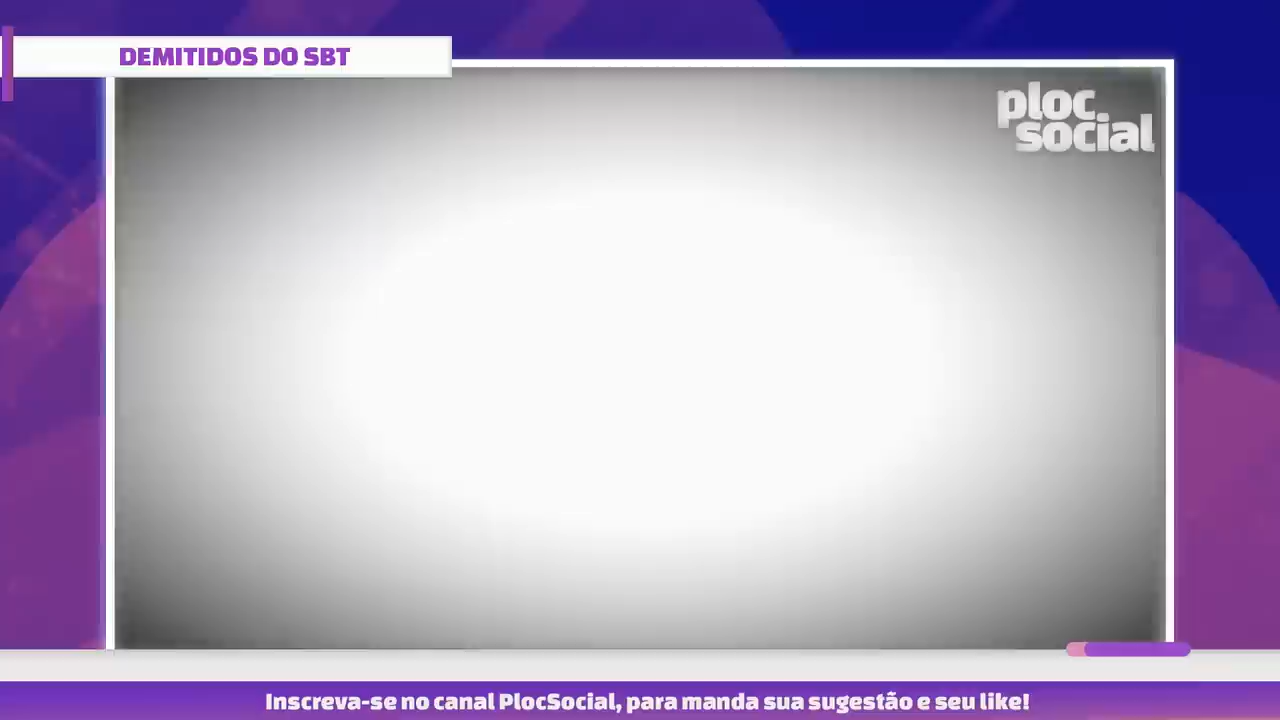 DEMITIDOS DO SBT
ploc
social
Inscreva-se no canal PlocSocial, para manda sua sugestão e seu like!